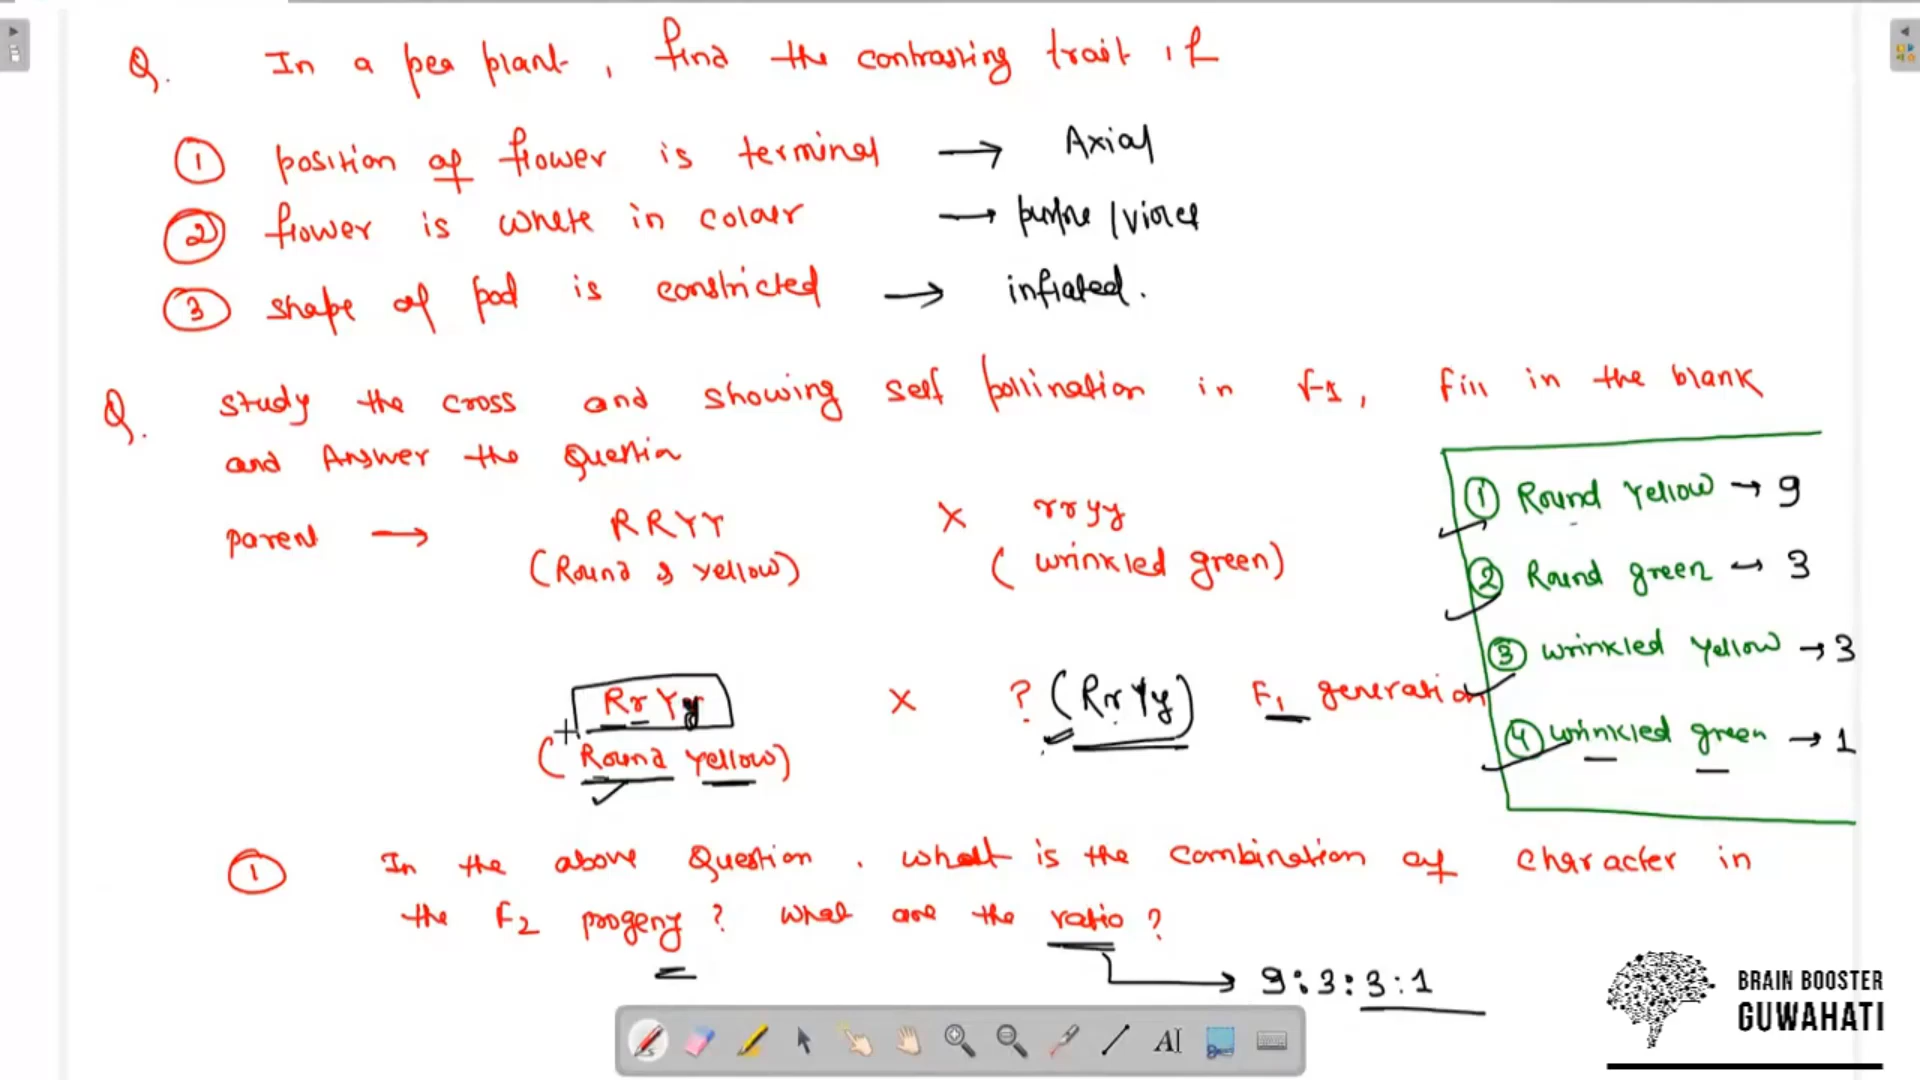 Q. In a pea plant, find the contrasting trait if
① position of flower is terminal → Axial
② flower is white in colour → purple / violet
③ shape of pod is constricted → inflated.
Q. study the cross and showing self pollination in F1, Fill in the blank
and Answer the Question
parent → RRYY × rryy
(Round & yellow) (wrinkled green)
RrYy × ? (RrYy) F1 generation
(Round yellow)
① Round Yellow → 9
② Round green → 3
③ wrinkled yellow → 3
④ wrinkled green → 1
① In the above Question. what is the combination of character in
the F2 progeny? what are the ratio?
→ 9:3:3:1
BRAIN BOOSTER
GUWAHATI